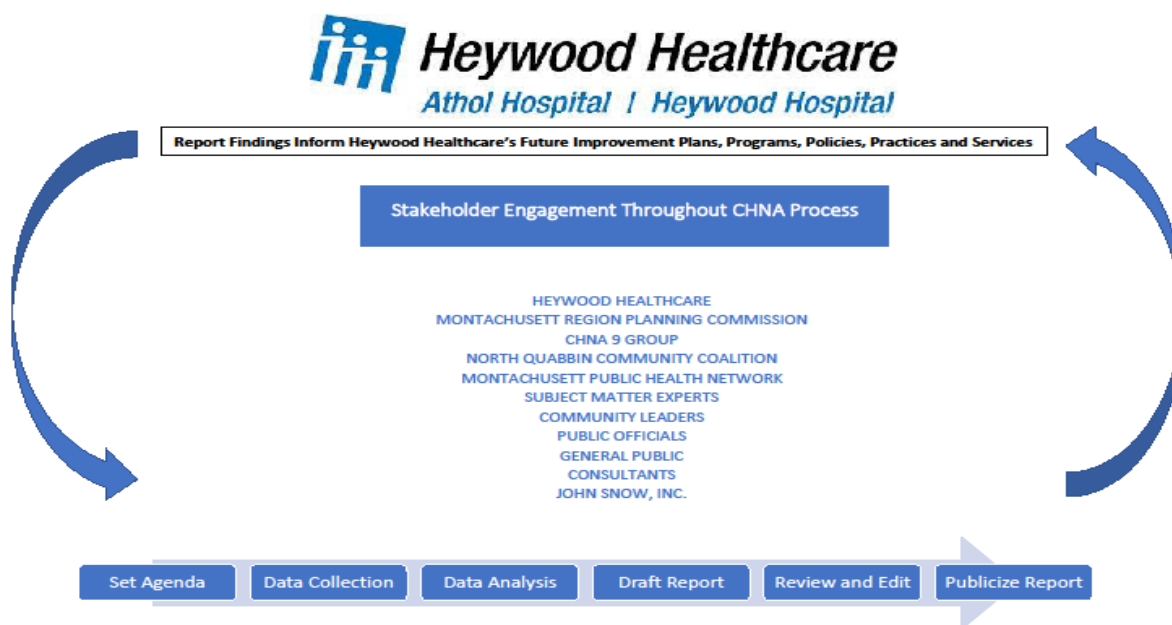 Heywood Healthcare
Athol Hospital | Heywood Hospital
Report Findings Inform Heywood Healthcare's Future Improvement Plans, Programs, Policies, Practices and Services
Stakeholder Engagement Throughout CHNA Process
HEYWOOD HEALTHCARE
MONTACHUSETT REGION PLANNING COMMISSION
CHNA 9 GROUP
NORTH QUABBIN COMMUNITY COALITION
MONTACHUSETT PUBLIC HEALTH NETWORK
SUBJECT MATTER EXPERTS
COMMUNITY LEADERS
PUBLIC OFFICIALS
GENERAL PUBLIC
CONSULTANTS
JOHN SNOW, INC.
Set Agenda
Data Collection
Data Analysis
Draft Report
Review and Edit
Publicize Report